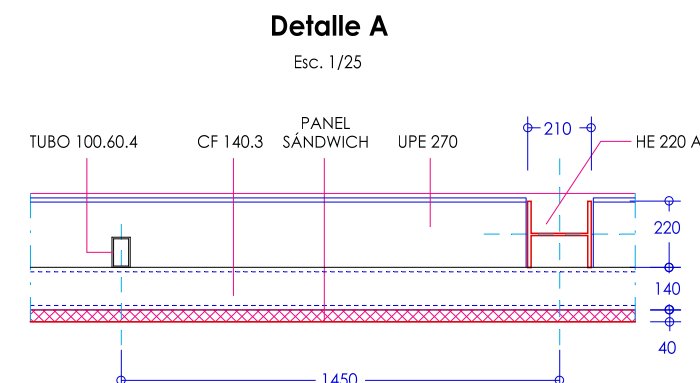 Detalle A
Esc. 1/25
TUBO 100.60.4
CF 140.3
PANEL
SÁNDWICH
UPE 270
210
HE 220 A
220
140
40
1450